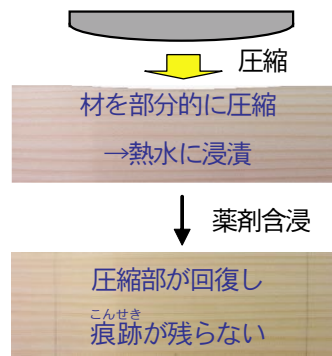 圧縮
材を部分的に圧縮
→熱水に浸漬
薬剤含浸
圧縮部が回復し
こんせき
痕跡が残らない